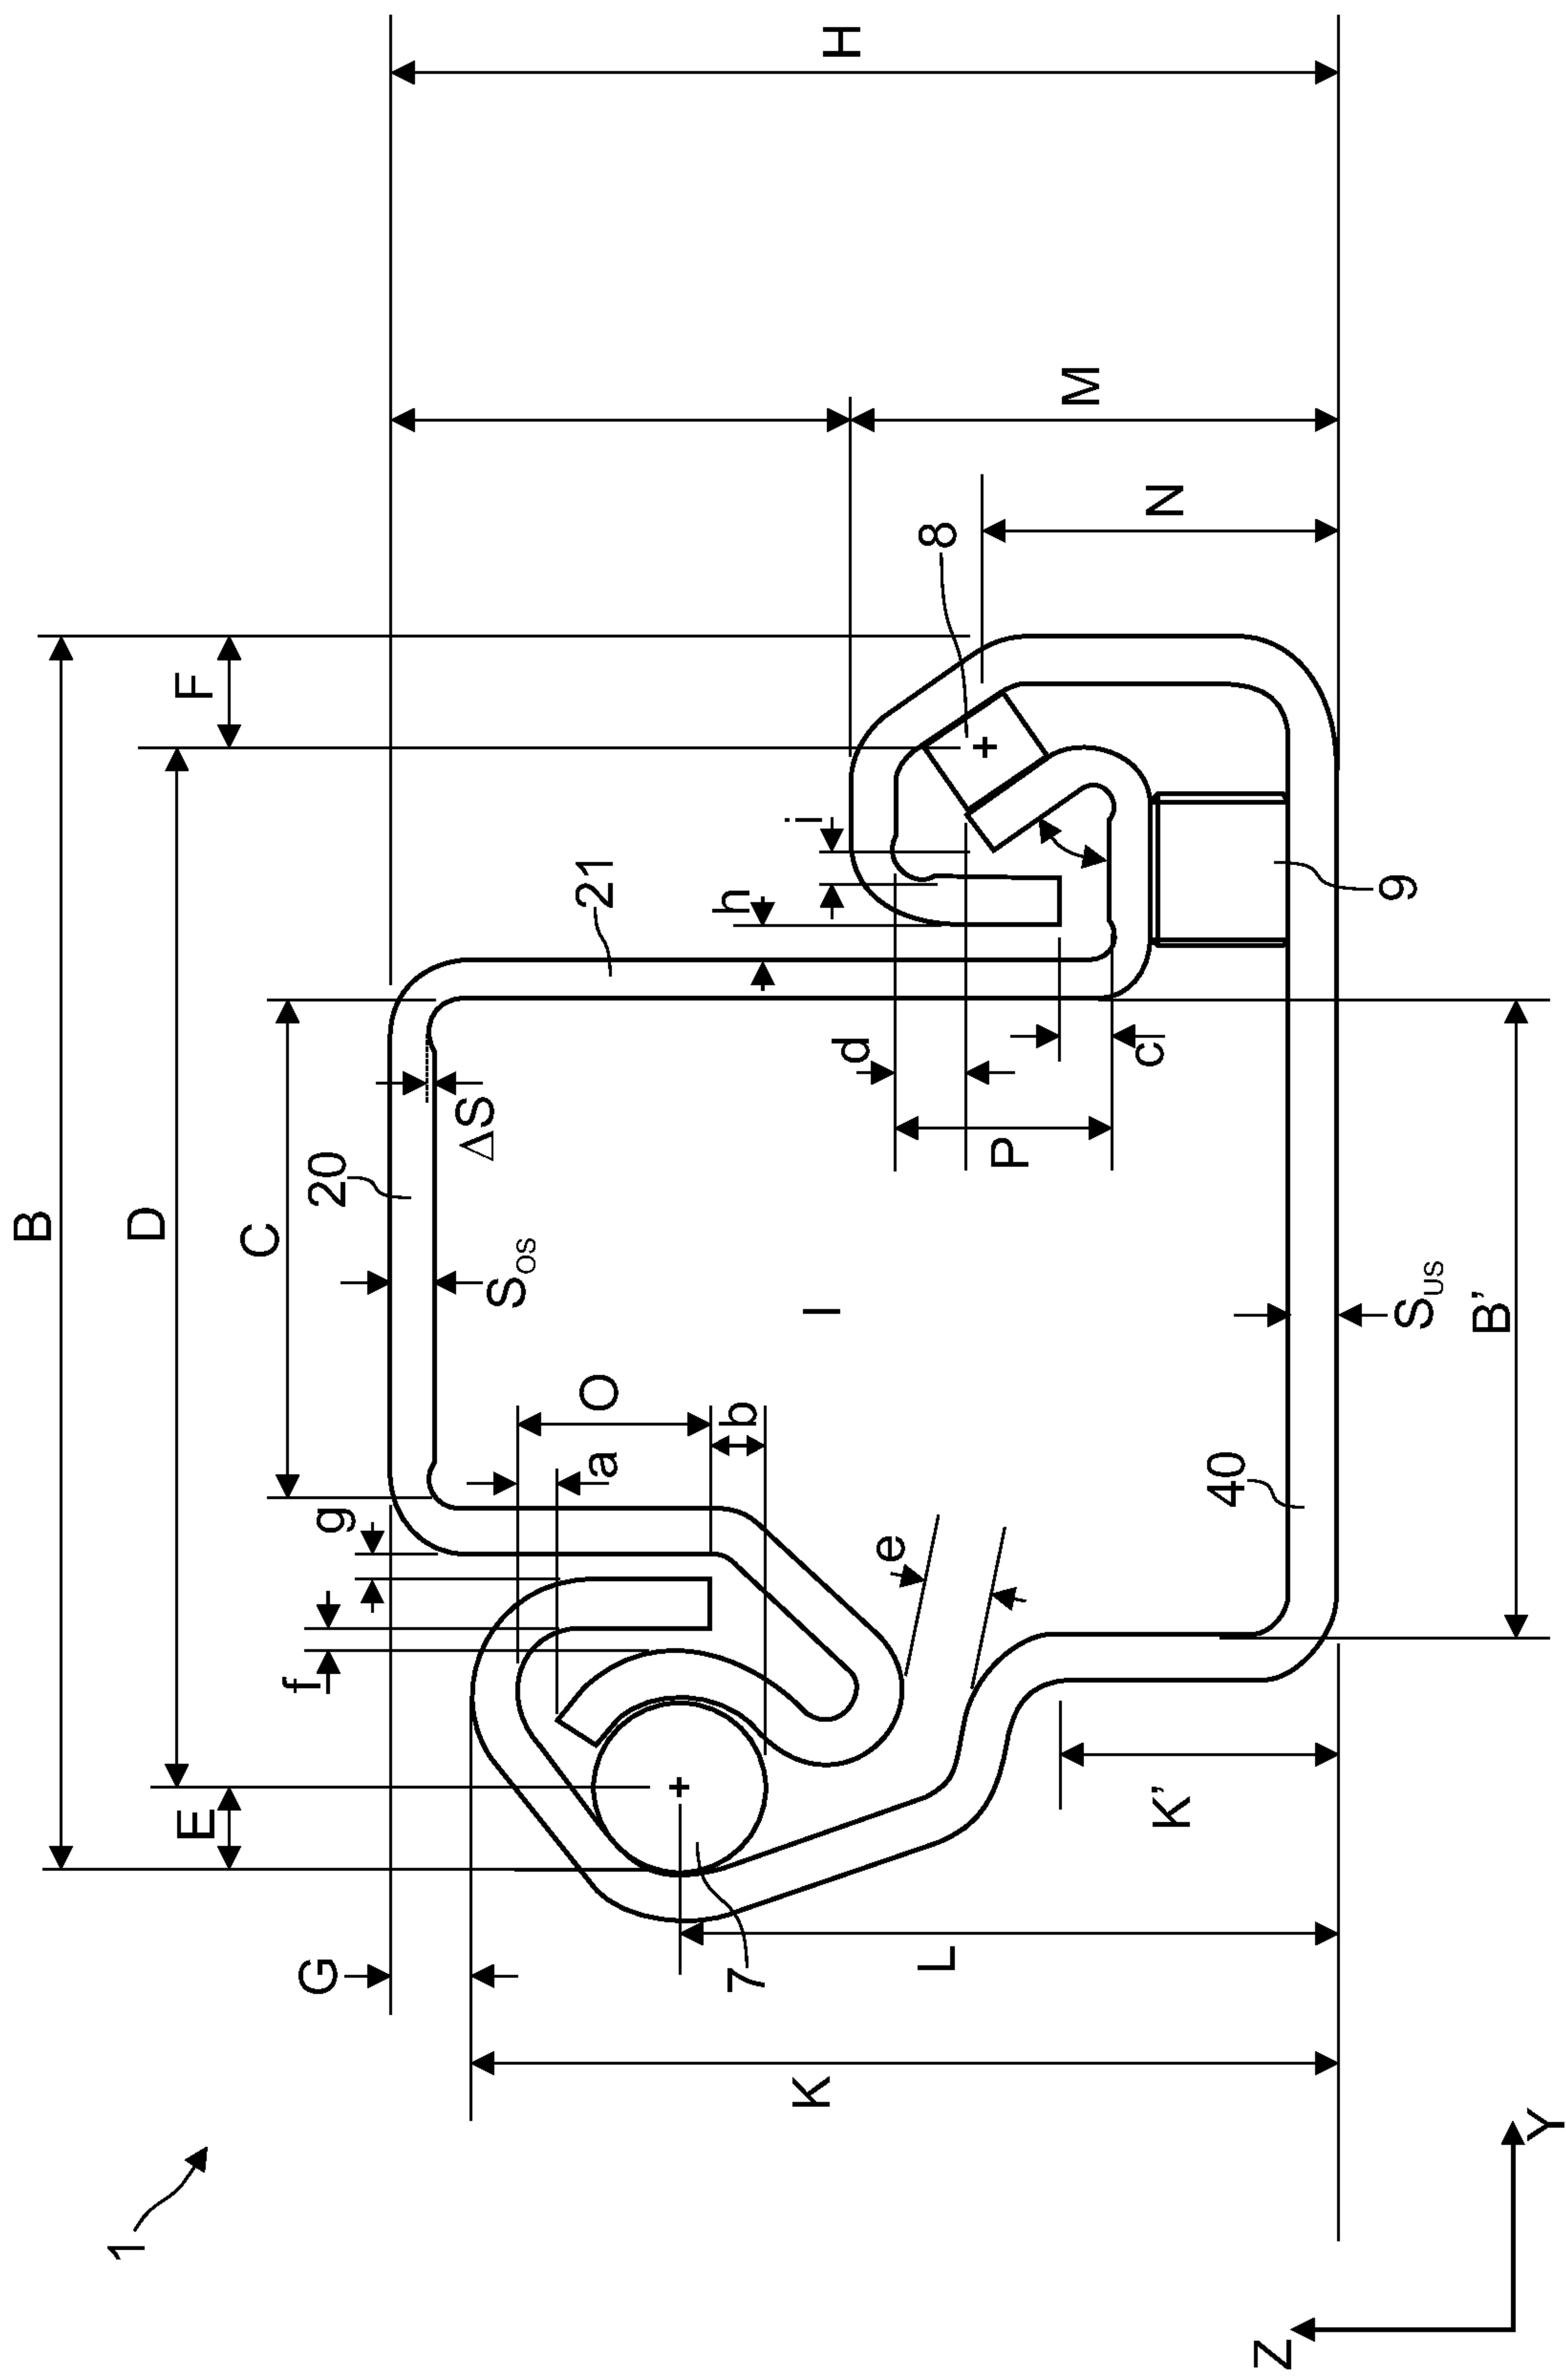 1
B
D
F
E
C
G
20
21
S_OS
ΔS
g
f
h
i
a
O
b
e
I
d
P
c
8
7
9
40
H
M
N
K
L
K'
S_US
B'
Z
Y